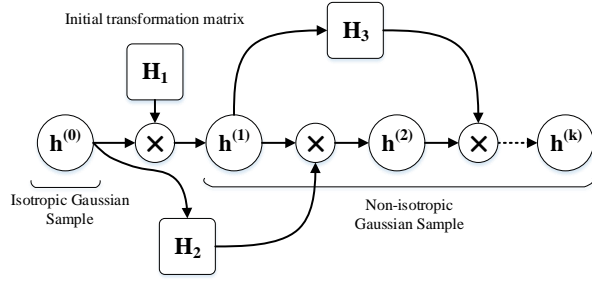 Initial transformation matrix
H₃
H₁
h⁽⁰⁾
×
h⁽¹⁾
×
h⁽²⁾
×
h⁽ᵏ⁾
Isotropic Gaussian
Sample
H₂
Non-isotropic
Gaussian Sample